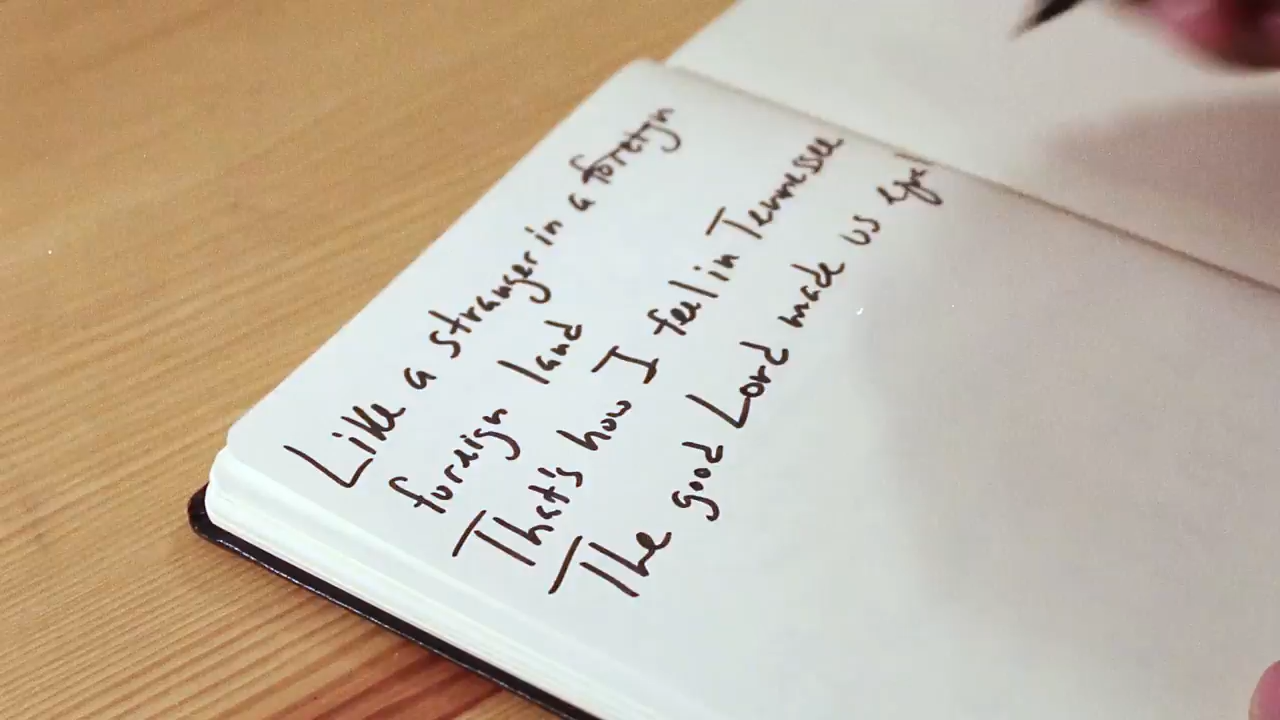 Like a stranger in a foreign
foreign land
That's how I feel in Tennessee
The good Lord made us